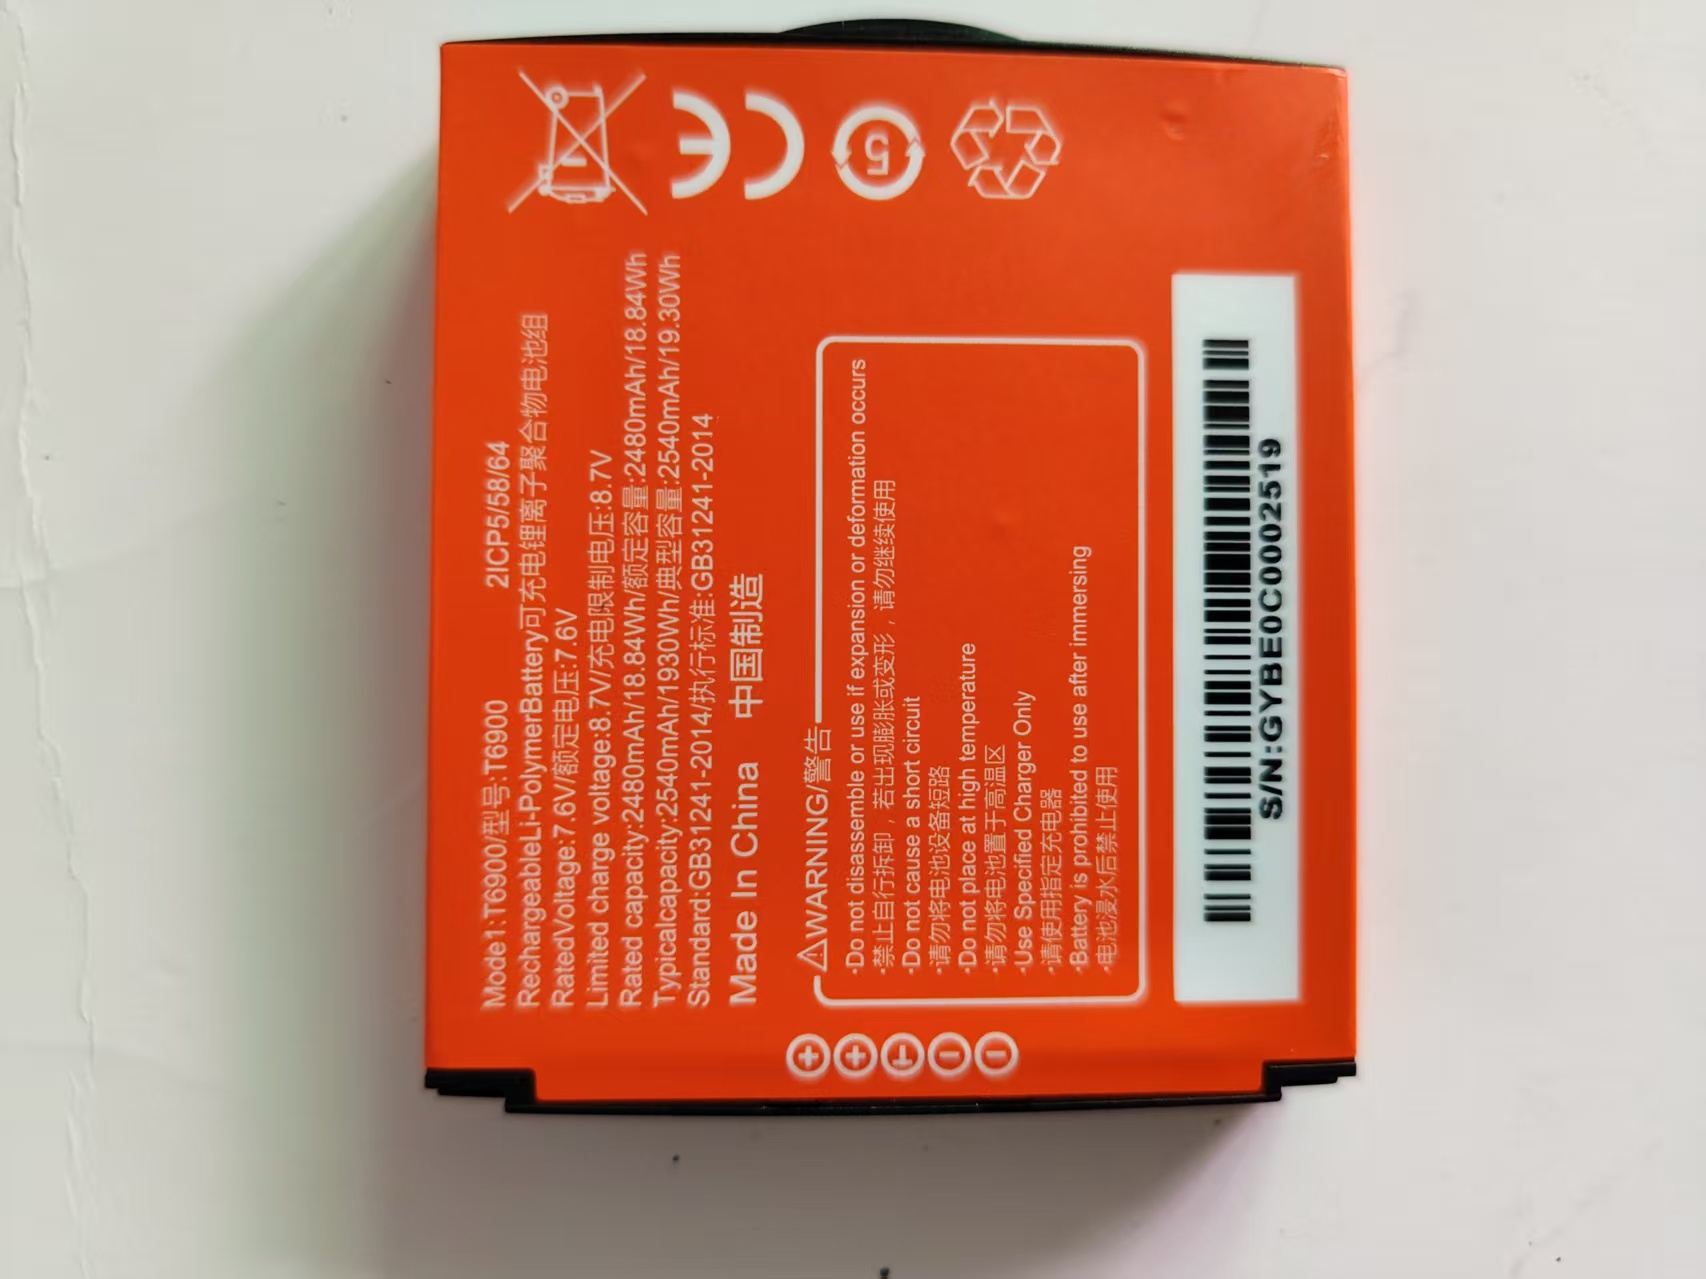 Mode1:T6900/型号:T6900 2ICP5/58/64
RechargeableLi-PolymerBattery可充电锂离子聚合物电池组
RatedVoltage:7.6V/额定电压:7.6V
Limited charge voltage:8.7V/充电限制电压:8.7V
Rated capacity:2480mAh/18.84Wh/额定容量:2480mAh/18.84Wh
Typicalcapacity:2540mAh/1930Wh/典型容量:2540mAh/19.30Wh
Standard:GB31241-2014/执行标准:GB31241-2014
Made In China 中国制造
CE
5
⚠WARNING/警告
·Do not disassemble or use if expansion or deformation occurs
·禁止自行拆卸，若出现膨胀或变形，请勿继续使用
·Do not cause a short circuit
·请勿将电池设备短路
·Do not place at high temperature
·请勿将电池置于高温区
·Use Specified Charger Only
·请使用指定充电器
·Battery is prohibited to use after immersing
·电池浸水后禁止使用
S/N:GYBE0C0002519